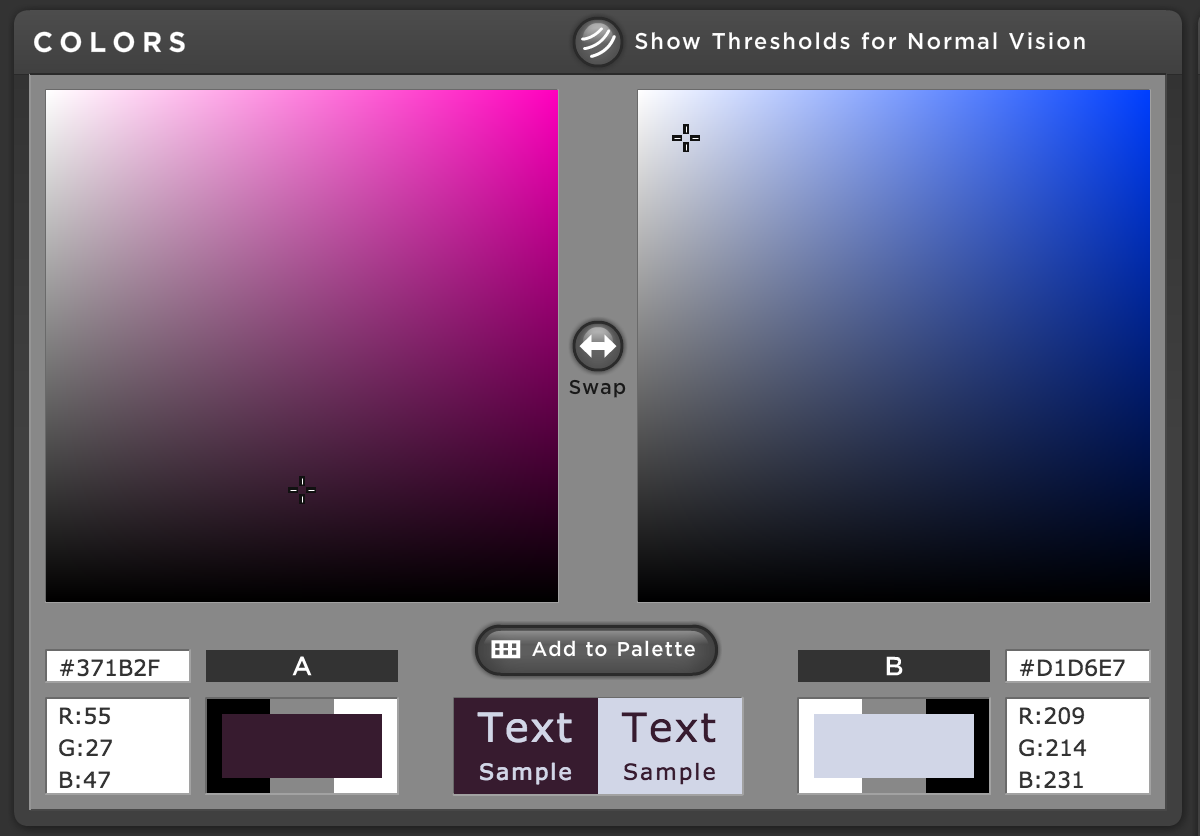 COLORS
Show Thresholds for Normal Vision
Swap
Add to Palette
#371B2F
A
B
#D1D6E7
R:55
G:27
B:47
Text
Sample
Text
Sample
R:209
G:214
B:231